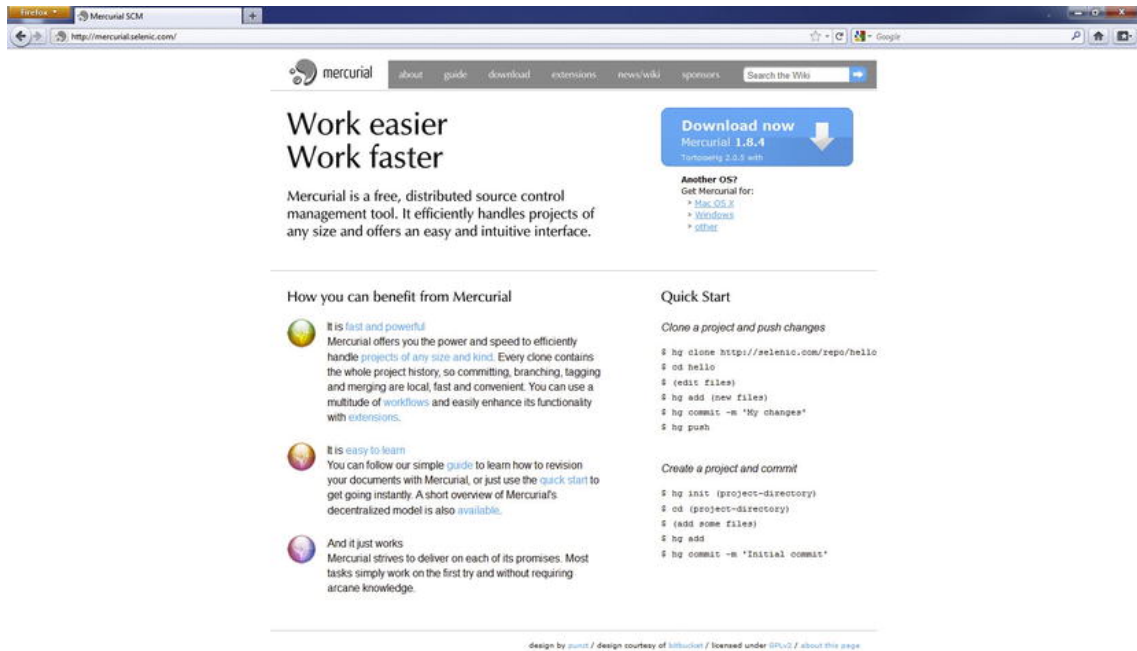 Firefox
Mercurial SCM
http://mercurial.selenic.com/
Google
mercurial
about guide download extensions news/wiki sponsors
Search the Wiki
Work easier
Work faster
Mercurial is a free, distributed source control
management tool. It efficiently handles projects of
any size and offers an easy and intuitive interface.
Download now
Mercurial 1.8.4
2.0.5 with
Another OS?
Get Mercurial for:
Mac OS X
Windows
other
How you can benefit from Mercurial
It is fast and powerful
Mercurial offers you the power and speed to efficiently
handle projects of any size and kind. Every clone contains
the whole project history, so committing, branching, tagging
and merging are local, fast and convenient. You can use a
multitude of workflows and easily enhance its functionality
with extensions.
It is easy to learn
You can follow our simple guide to learn how to revision
your documents with Mercurial, or just use the quick start to
get going instantly. A short overview of Mercurial's
decentralized model is also available.
And it just works
Mercurial strives to deliver on each of its promises. Most
tasks simply work on the first try and without requiring
arcane knowledge.
Quick Start
Clone a project and push changes
$ hg clone http://selenic.com/repo/hello
$ cd hello
$ (edit files)
$ hg add (new files)
$ hg commit -m 'My changes'
$ hg push
Create a project and commit
$ hg init (project-directory)
$ cd (project-directory)
$ (add some files)
$ hg add
$ hg commit -m 'Initial commit'
design by / design courtesy of bitbucket / licensed under GPLv2 / about this page